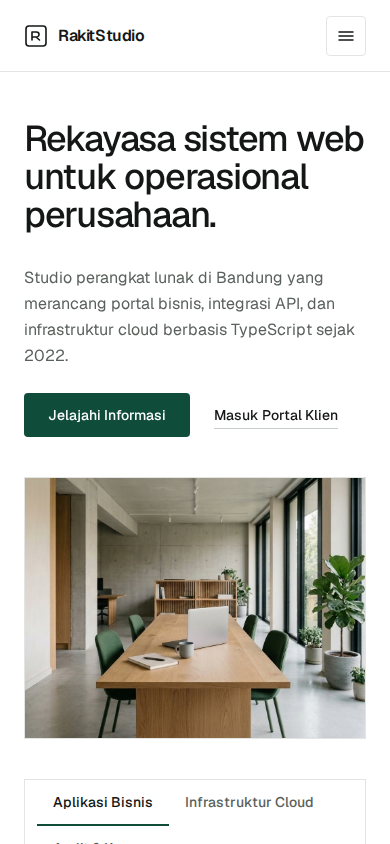 RakitStudio
Rekayasa sistem web
untuk operasional
perusahaan.
Studio perangkat lunak di Bandung yang
merancang portal bisnis, integrasi API, dan
infrastruktur cloud berbasis TypeScript sejak
2022.
Jelajahi Informasi
Masuk Portal Klien
Aplikasi Bisnis
Infrastruktur Cloud